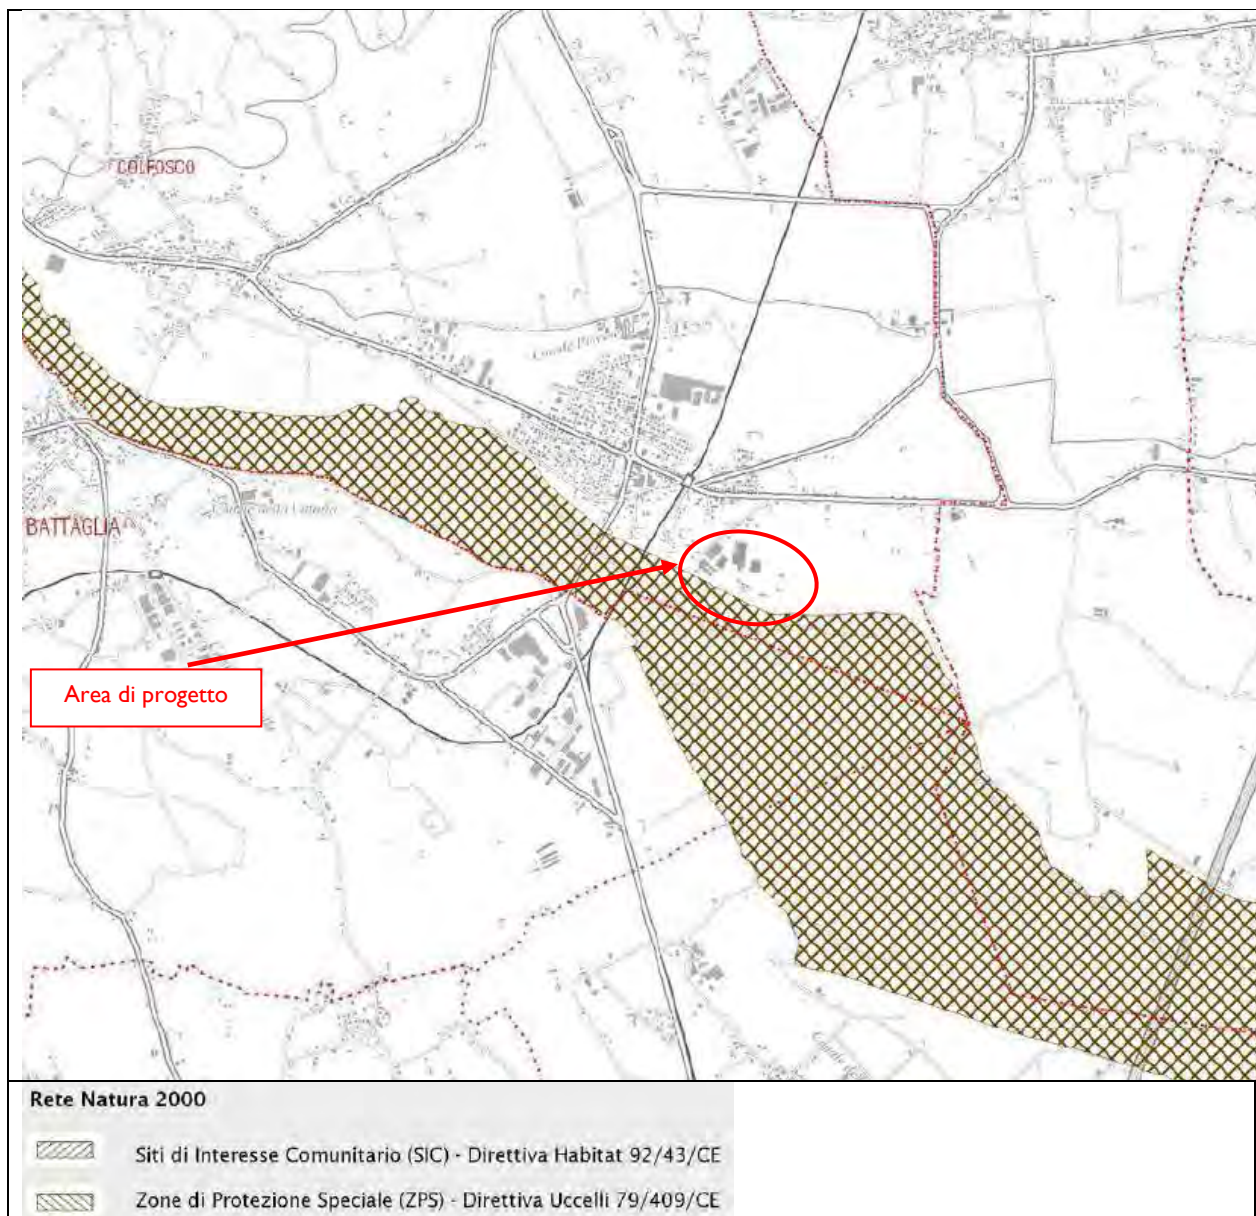 COLFOSCO
BATTAGLIA
Area di progetto
Rete Natura 2000
Siti di Interesse Comunitario (SIC) - Direttiva Habitat 92/43/CE
Zone di Protezione Speciale (ZPS) - Direttiva Uccelli 79/409/CE